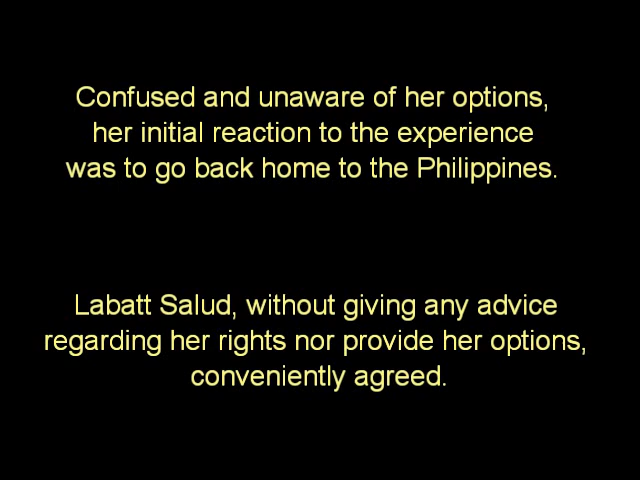 Confused and unaware of her options,
her initial reaction to the experience
was to go back home to the Philippines.
Labatt Salud, without giving any advice
regarding her rights nor provide her options,
conveniently agreed.